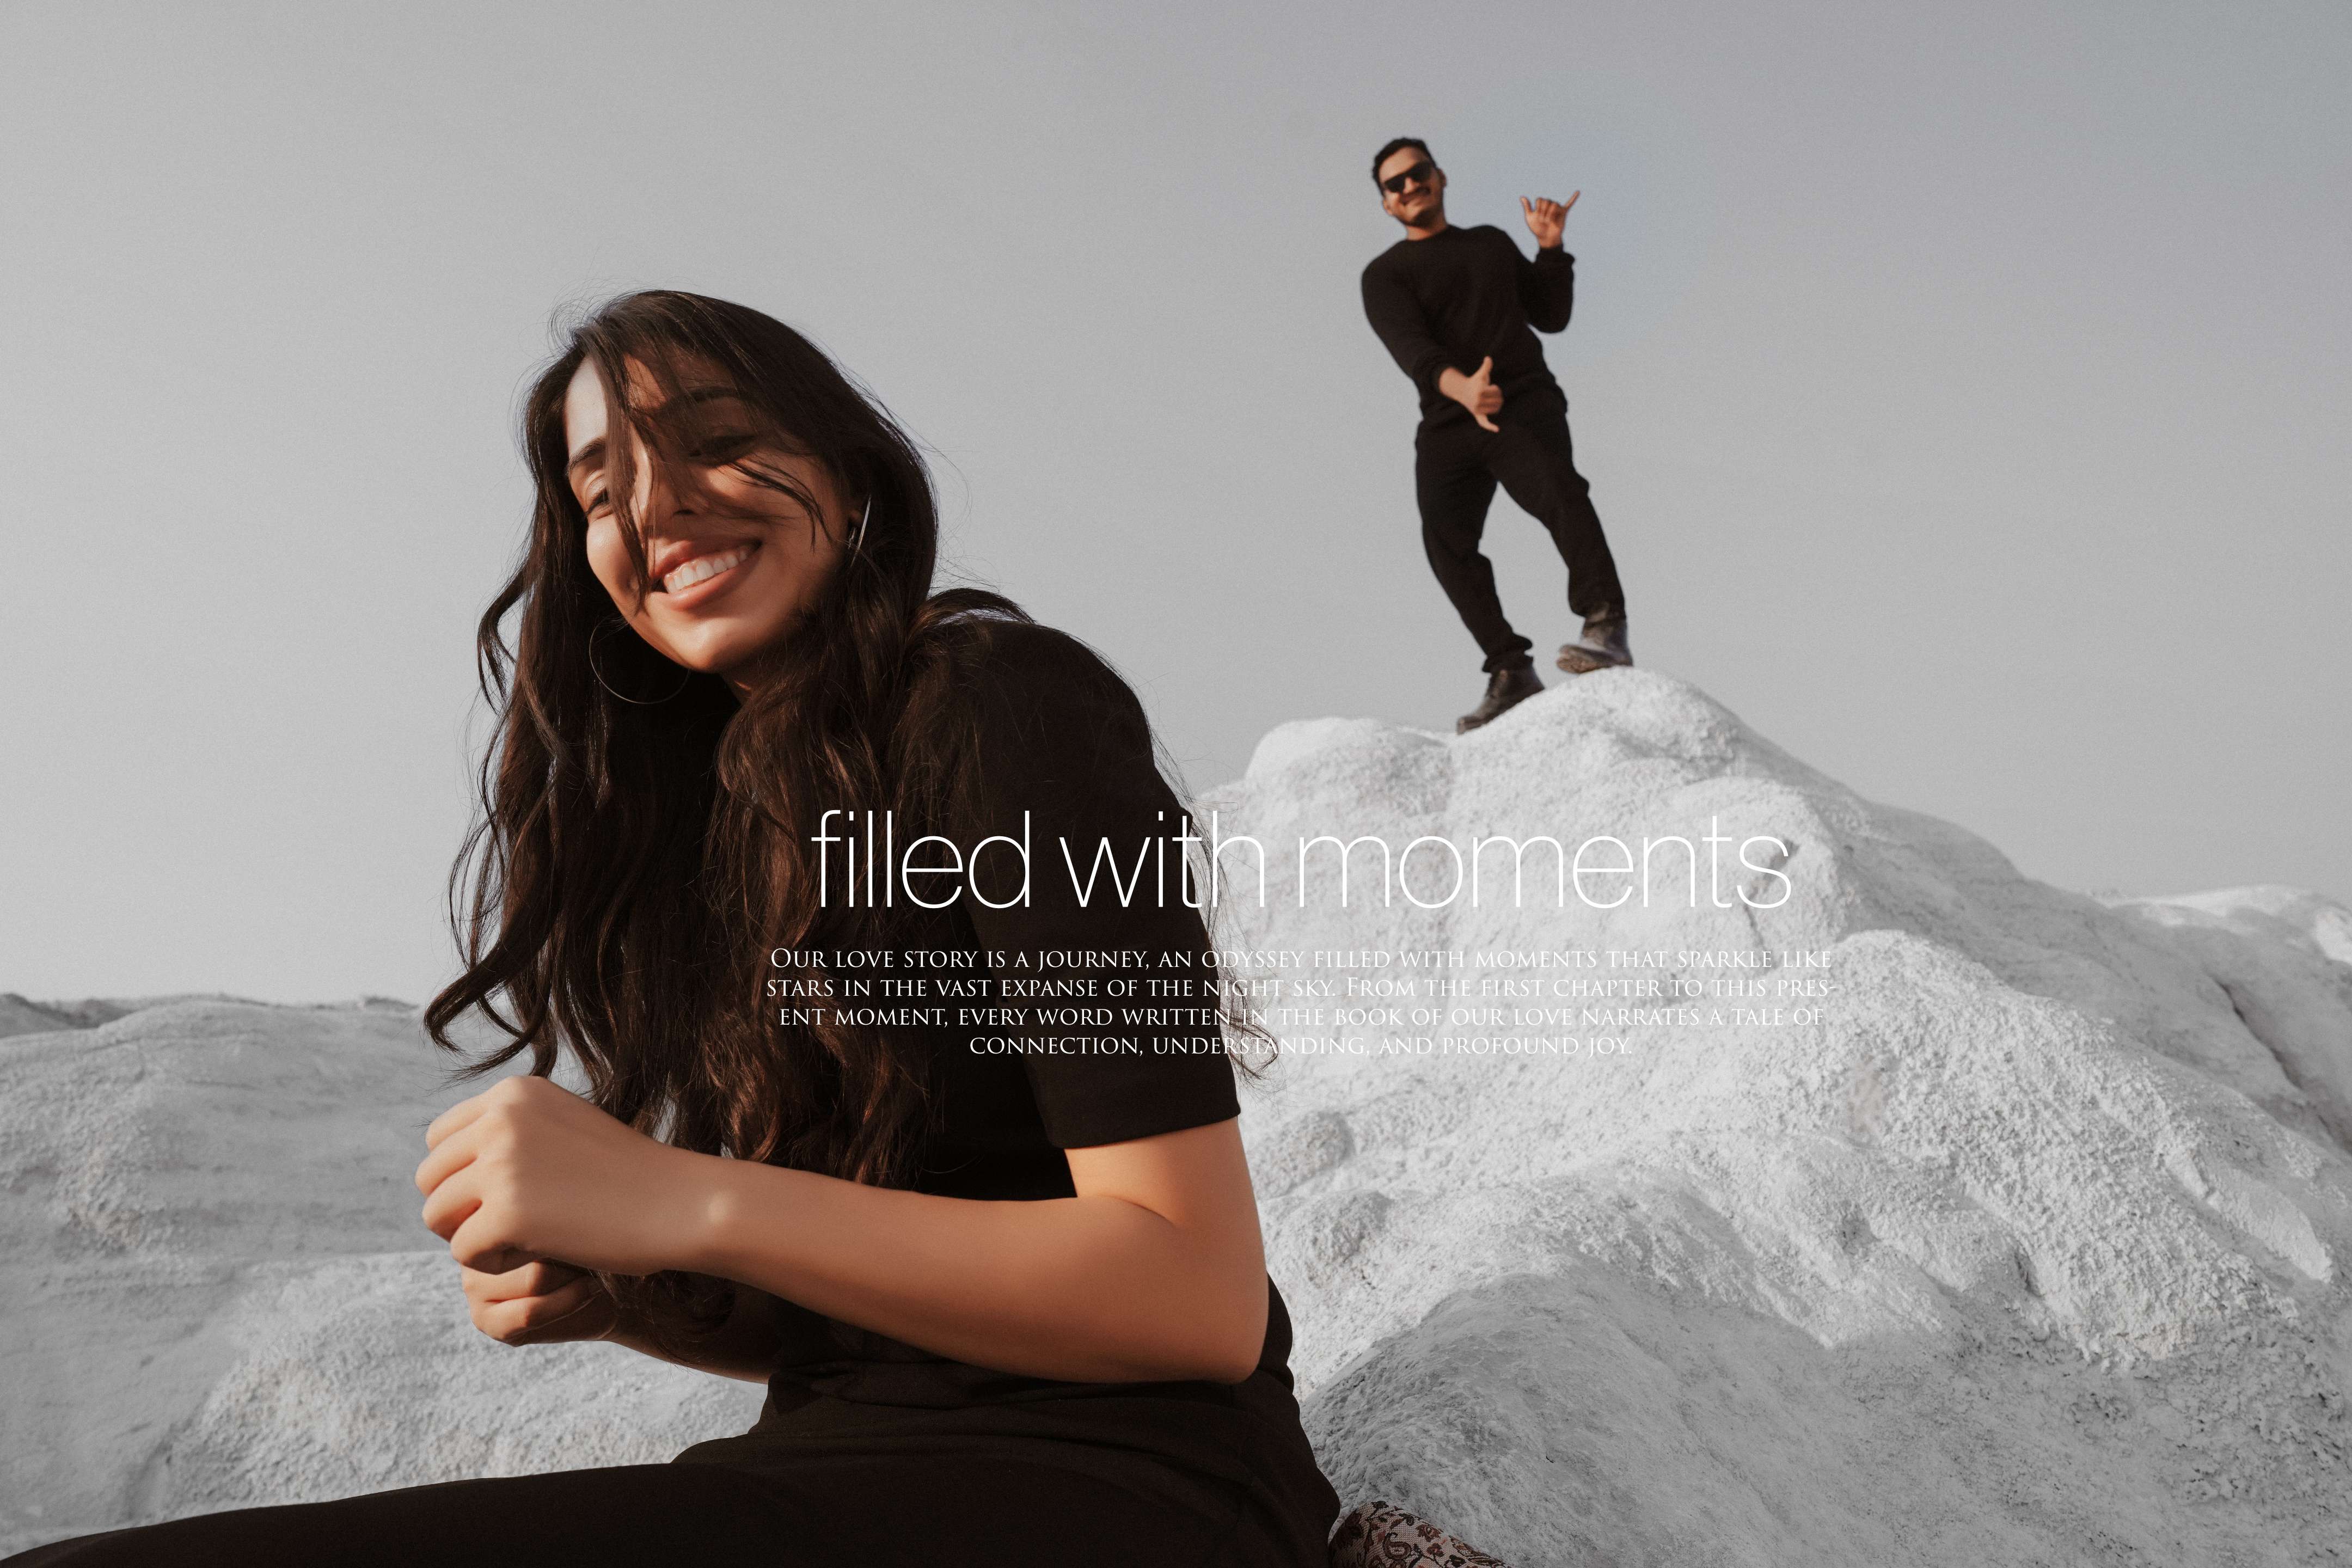 filled with moments
Our love story is a journey, an odyssey filled with moments that sparkle like
stars in the vast expanse of the night sky. From the first chapter to this pres-
ent moment, every word written in the book of our love narrates a tale of
connection, understanding, and profound joy.